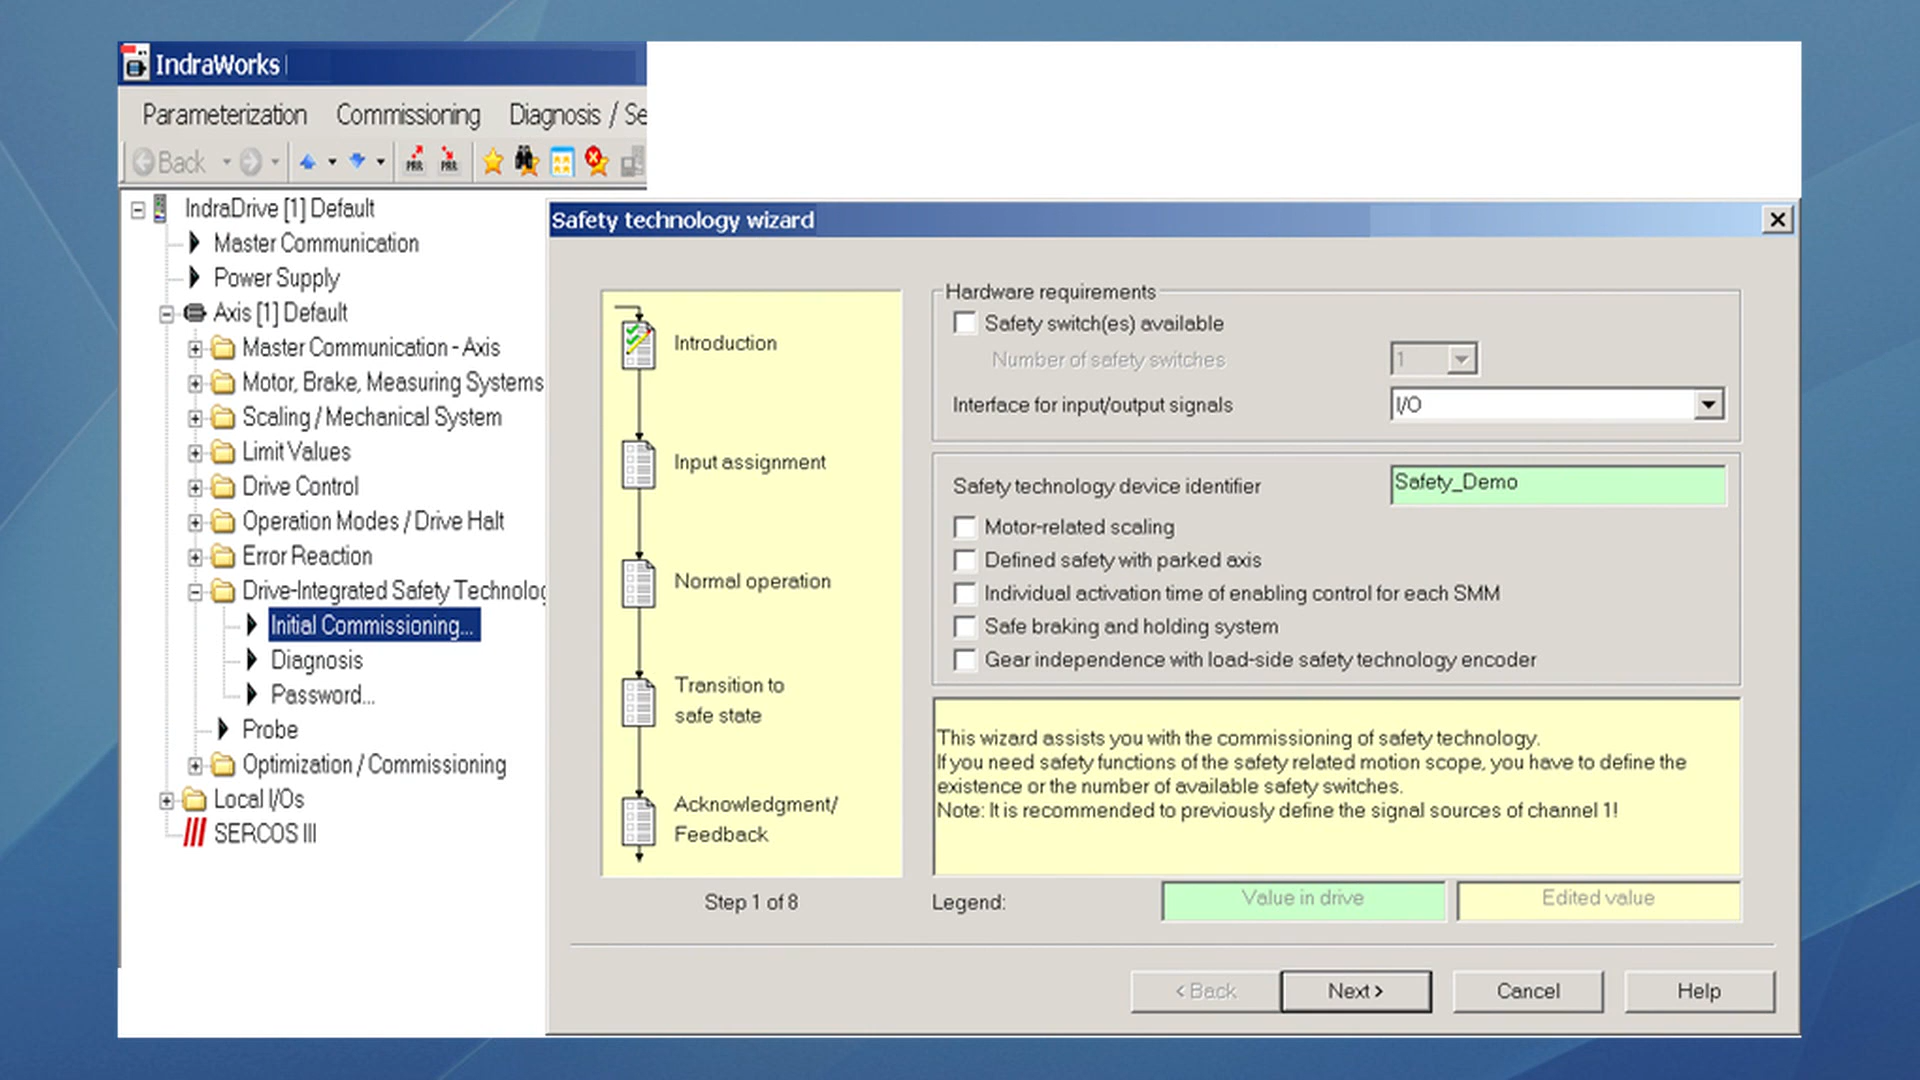 IndraWorks
Parameterization Commissioning Diagnosis / Se
Back
IndraDrive [1] Default
Master Communication
Power Supply
Axis [1] Default
Master Communication - Axis
Motor, Brake, Measuring Systems
Scaling / Mechanical System
Limit Values
Drive Control
Operation Modes / Drive Halt
Error Reaction
Drive-Integrated Safety Technolog
Initial Commissioning...
Diagnosis
Password...
Probe
Optimization / Commissioning
Local I/Os
SERCOS III
Safety technology wizard
Introduction
Input assignment
Normal operation
Transition to
safe state
Acknowledgment/
Feedback
Step 1 of 8
Hardware requirements
Safety switch(es) available
Number of safety switches 1
Interface for input/output signals I/O
Safety technology device identifier Safety_Demo
Motor-related scaling
Defined safety with parked axis
Individual activation time of enabling control for each SMM
Safe braking and holding system
Gear independence with load-side safety technology encoder
This wizard assists you with the commissioning of safety technology.
If you need safety functions of the safety related motion scope, you have to define the
existence or the number of available safety switches.
Note: It is recommended to previously define the signal sources of channel 1!
Legend: Value in drive Edited value
< Back Next > Cancel Help